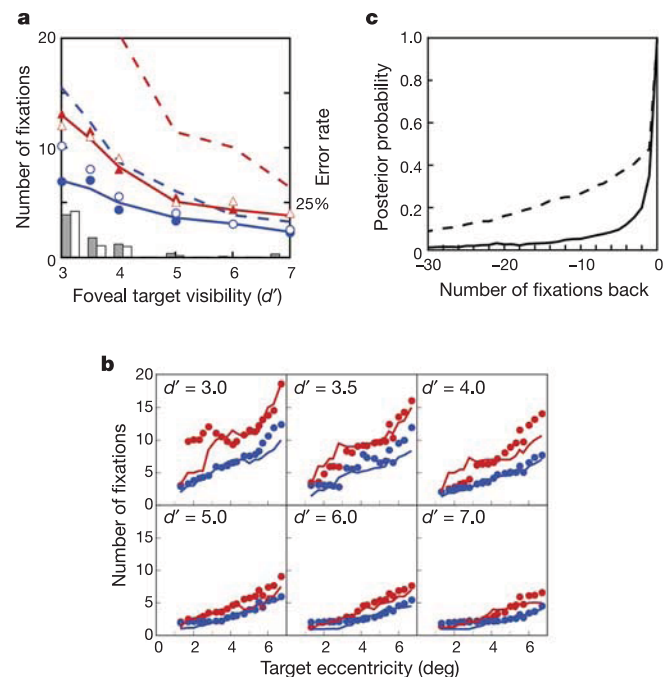 a
20
10
0
Number of fixations
Error rate
25%
3 4 5 6 7
Foveal target visibility (d′)
c
1.0
0.8
0.6
0.4
0.2
0
Posterior probability
-30 -20 -10 0
Number of fixations back
b
20
15
10
5
0
15
10
5
0
Number of fixations
d′ = 3.0 d′ = 3.5 d′ = 4.0
d′ = 5.0 d′ = 6.0 d′ = 7.0
0 2 4 6 2 4 6 2 4 6
Target eccentricity (deg)